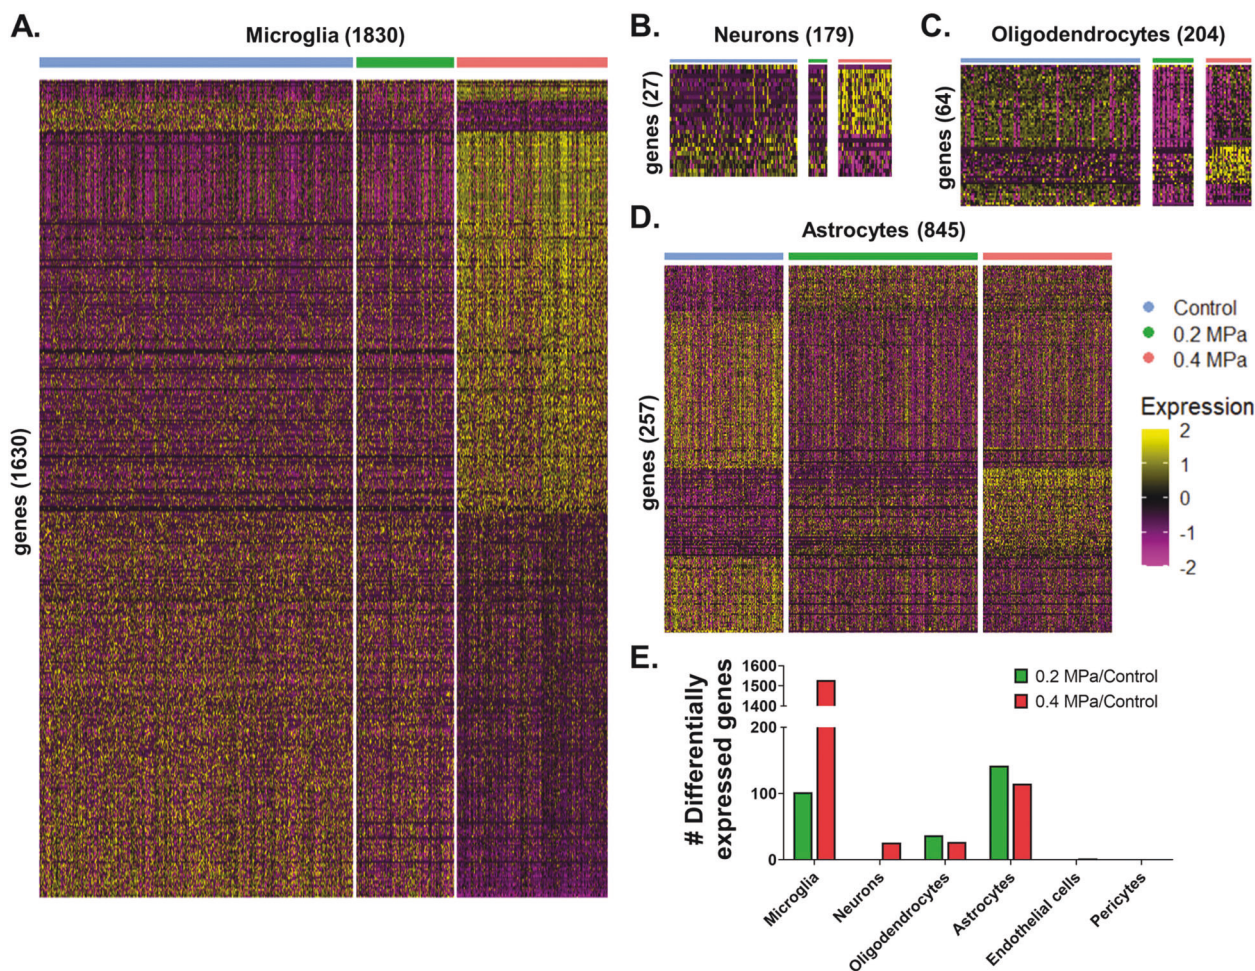 A.
Microglia (1830)
genes (1630)
B.
Neurons (179)
genes (27)
C.
Oligodendrocytes (204)
genes (64)
D.
Astrocytes (845)
genes (257)
Control
0.2 MPa
0.4 MPa
Expression
2
1
0
-1
-2
E.
# Differentially
expressed genes
1600
1500
1400
200
100
0
0.2 MPa/Control
0.4 MPa/Control
Microglia
Neurons
Oligodendrocytes
Astrocytes
Endothelial cells
Pericytes